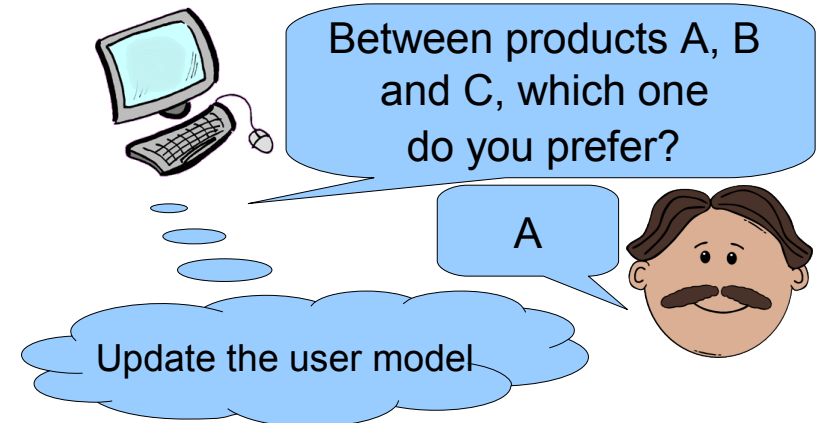 Between products A, B
and C, which one
do you prefer?
A
Update the user model